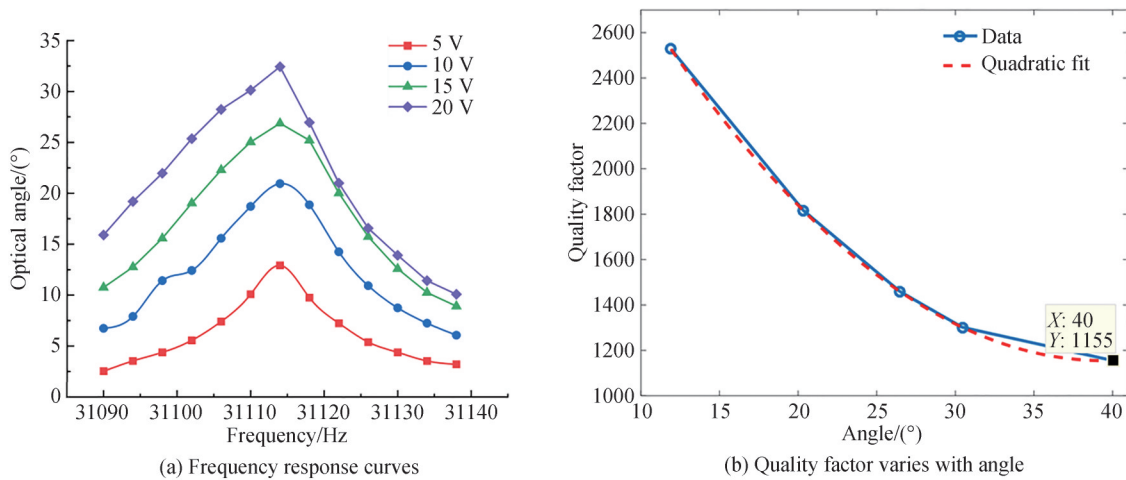 35
30
25
20
15
10
5
0
Optical angle/(°)
5 V
10 V
15 V
20 V
31090
31100
31110
31120
31130
31140
Frequency/Hz
(a) Frequency response curves
2600
2400
2200
2000
1800
1600
1400
1200
1000
Quality factor
Data
Quadratic fit
X: 40
Y: 1155
10
15
20
25
30
35
40
Angle/(°)
(b) Quality factor varies with angle